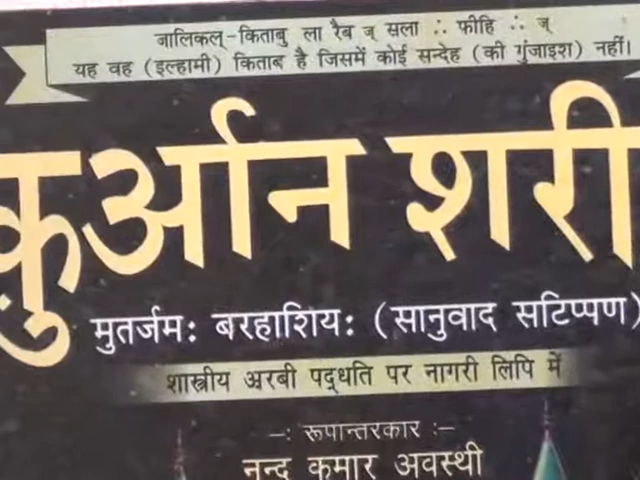 ज़ालिकल्-किताबु ला रैब ज् सला ∴ फीहि ∴ ज्
यह वह (इल्हामी) किताब है जिसमें कोई सन्देह (की गुंजाइश) नहीं।
क़ुर्आन शरी
मुतर्जमः बरहाशियः (सानुवाद सटिप्पण)
शास्त्रीय अरबी पद्धति पर नागरी लिपि में
–: रूपान्तरकार :–
नन्द कुमार अवस्थी